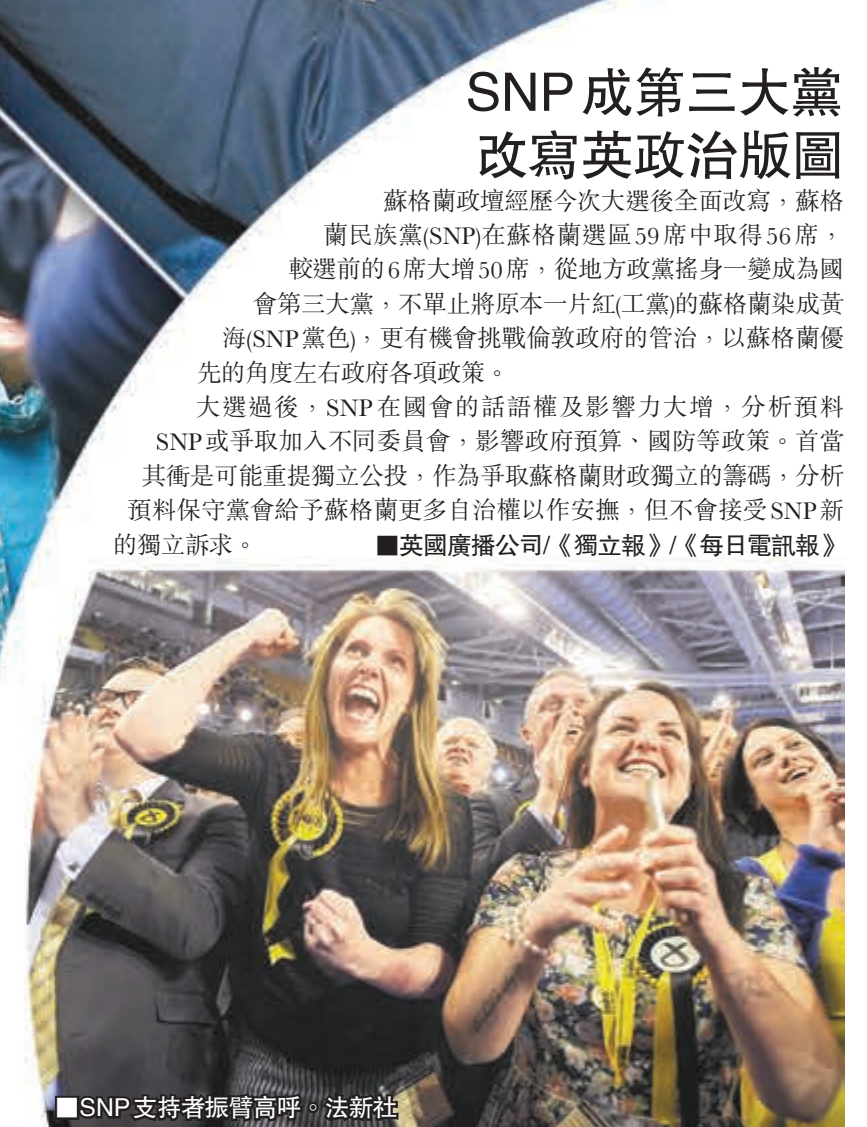 SNP成第三大黨
改寫英政治版圖
蘇格蘭政壇經歷今次大選後全面改寫，蘇格
蘭民族黨(SNP)在蘇格蘭選區59席中取得56席，
較選前的6席大增50席，從地方政黨搖身一變成為國
會第三大黨，不單止將原本一片紅(工黨)的蘇格蘭染成黃
海(SNP黨色)，更有機會挑戰倫敦政府的管治，以蘇格蘭優
先的角度左右政府各項政策。
大選過後，SNP在國會的話語權及影響力大增，分析預料
SNP或爭取加入不同委員會，影響政府預算、國防等政策。首當
其衝是可能重提獨立公投，作為爭取蘇格蘭財政獨立的籌碼，分析
預料保守黨會給予蘇格蘭更多自治權以作安撫，但不會接受SNP新
的獨立訴求。 ■英國廣播公司/《獨立報》/《每日電訊報》
■SNP支持者振臂高呼。法新社